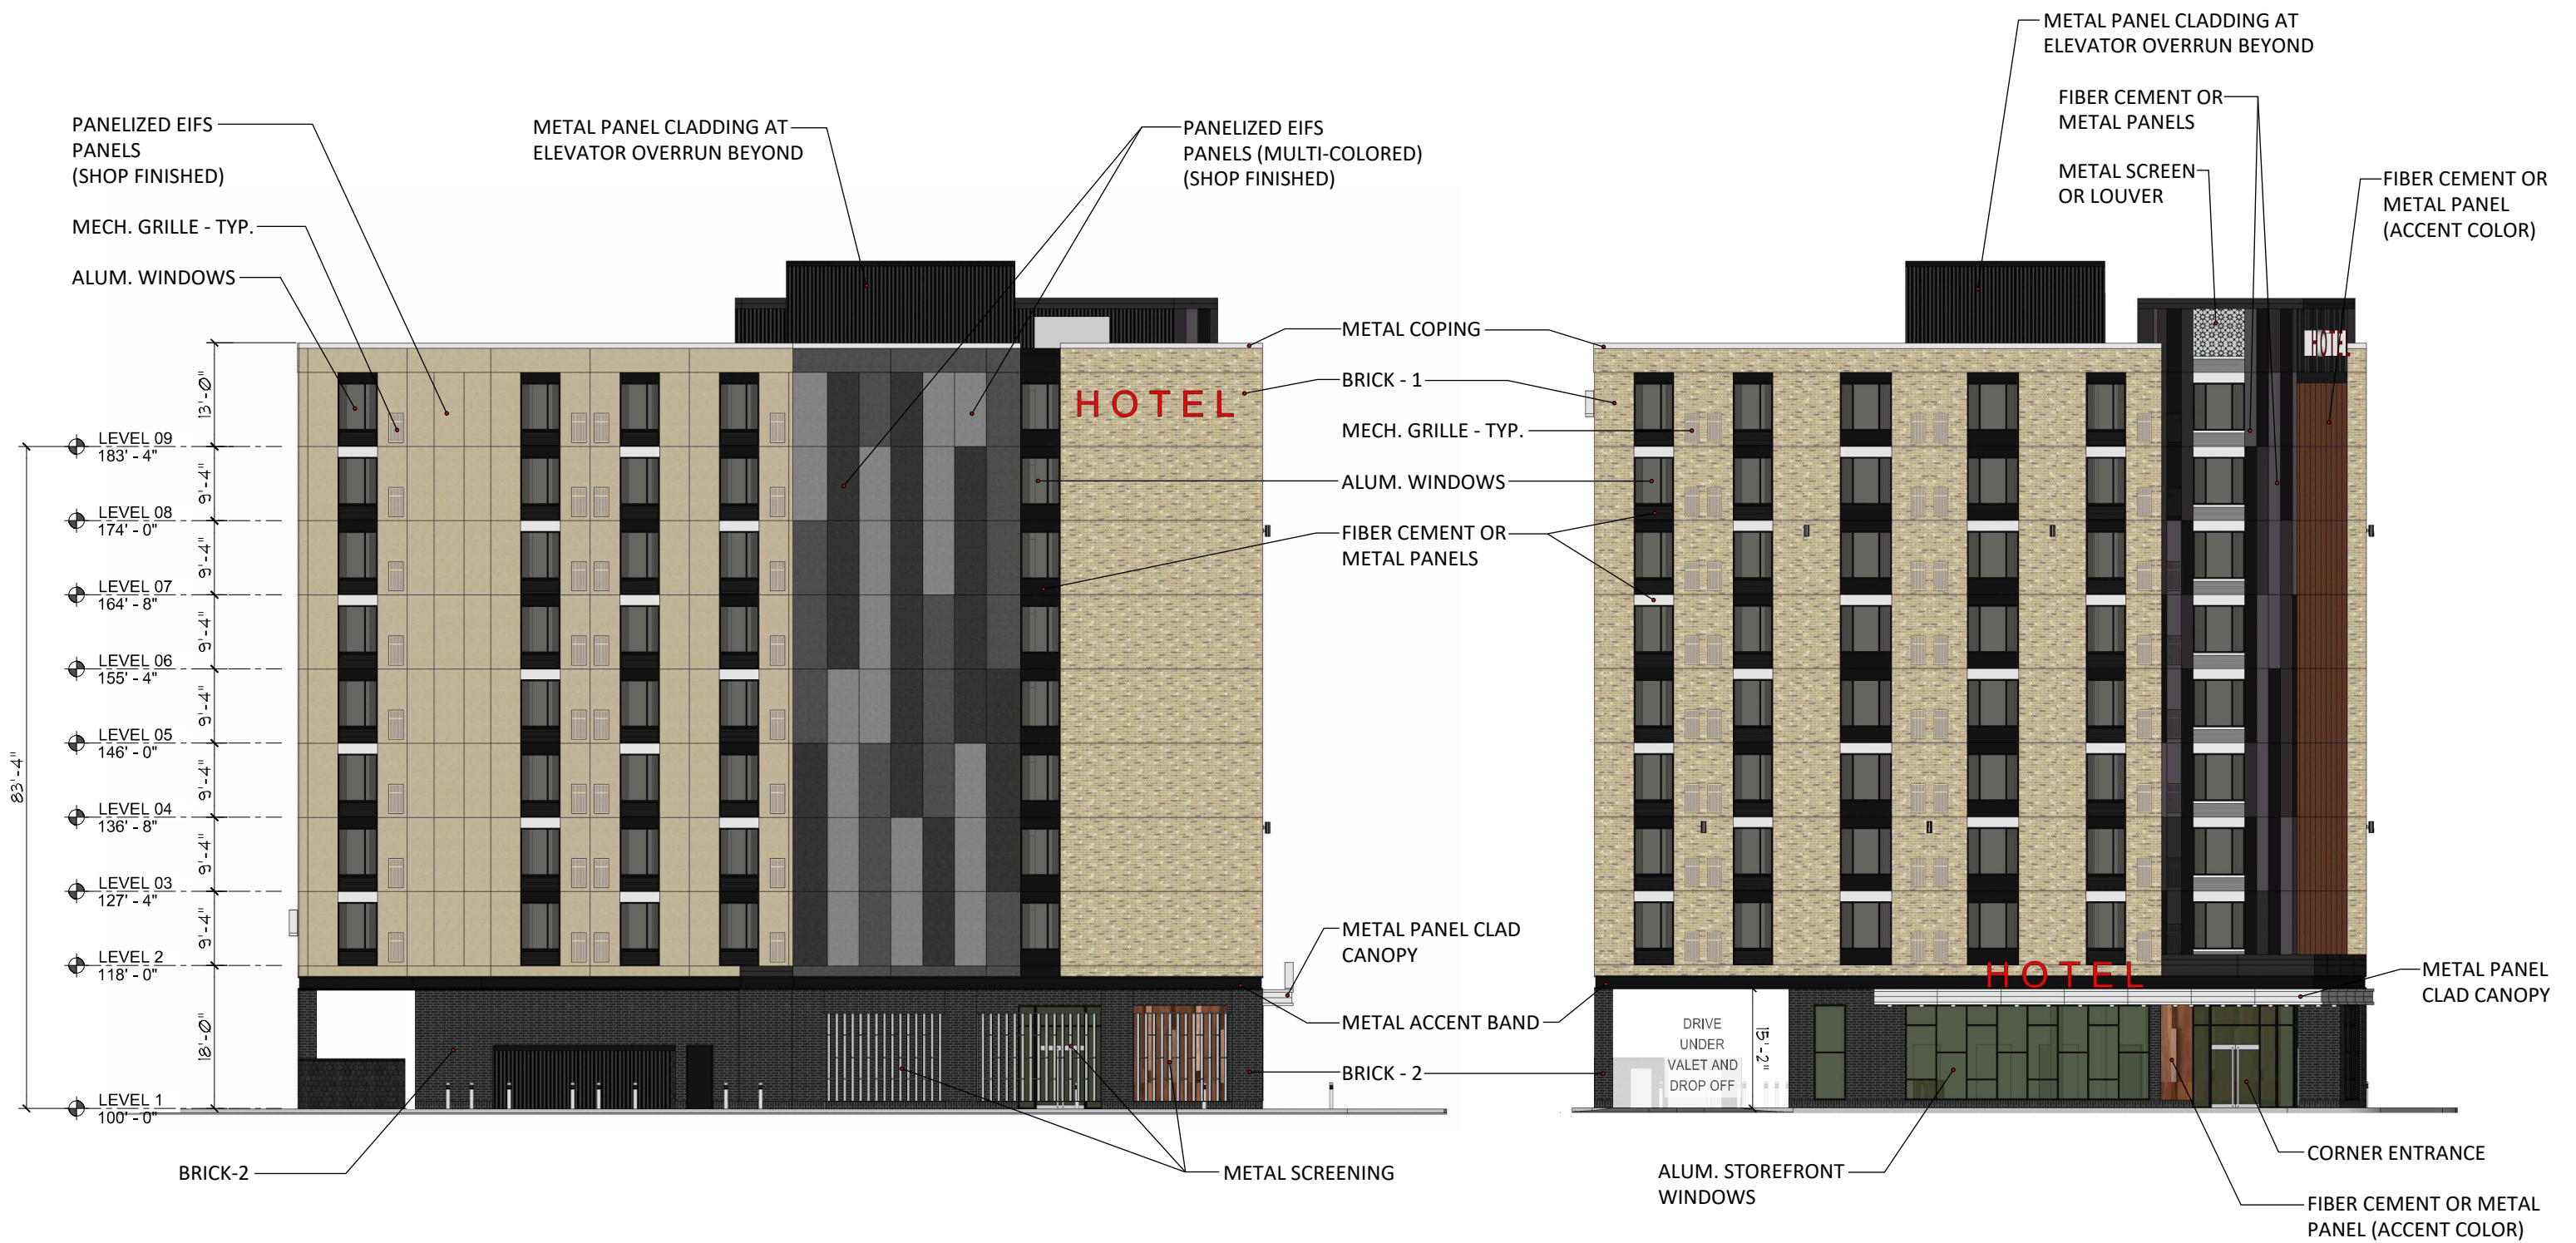 METAL PANEL CLADDING AT
ELEVATOR OVERRUN BEYOND
FIBER CEMENT OR
METAL PANELS
METAL SCREEN
OR LOUVER
FIBER CEMENT OR
METAL PANEL
(ACCENT COLOR)
PANELIZED EIFS
PANELS
(SHOP FINISHED)
MECH. GRILLE - TYP.
ALUM. WINDOWS
METAL PANEL CLADDING AT
ELEVATOR OVERRUN BEYOND
PANELIZED EIFS
PANELS (MULTI-COLORED)
(SHOP FINISHED)
METAL COPING
BRICK - 1
MECH. GRILLE - TYP.
ALUM. WINDOWS
FIBER CEMENT OR
METAL PANELS
HOTEL
HOTEL
13'-0"
LEVEL 09
183' - 4"
9'-4"
LEVEL 08
174' - 0"
9'-4"
LEVEL 07
164' - 8"
9'-4"
LEVEL 06
155' - 4"
9'-4"
LEVEL 05
146' - 0"
9'-4"
LEVEL 04
136' - 8"
9'-4"
LEVEL 03
127' - 4"
9'-4"
LEVEL 2
118' - 0"
18'-0"
LEVEL 1
100' - 0"
83'-4"
METAL PANEL CLAD
CANOPY
METAL ACCENT BAND
BRICK - 2
HOTEL
METAL PANEL
CLAD CANOPY
DRIVE
UNDER
VALET AND
DROP OFF
15'-2"
BRICK-2
METAL SCREENING
ALUM. STOREFRONT
WINDOWS
CORNER ENTRANCE
FIBER CEMENT OR METAL
PANEL (ACCENT COLOR)